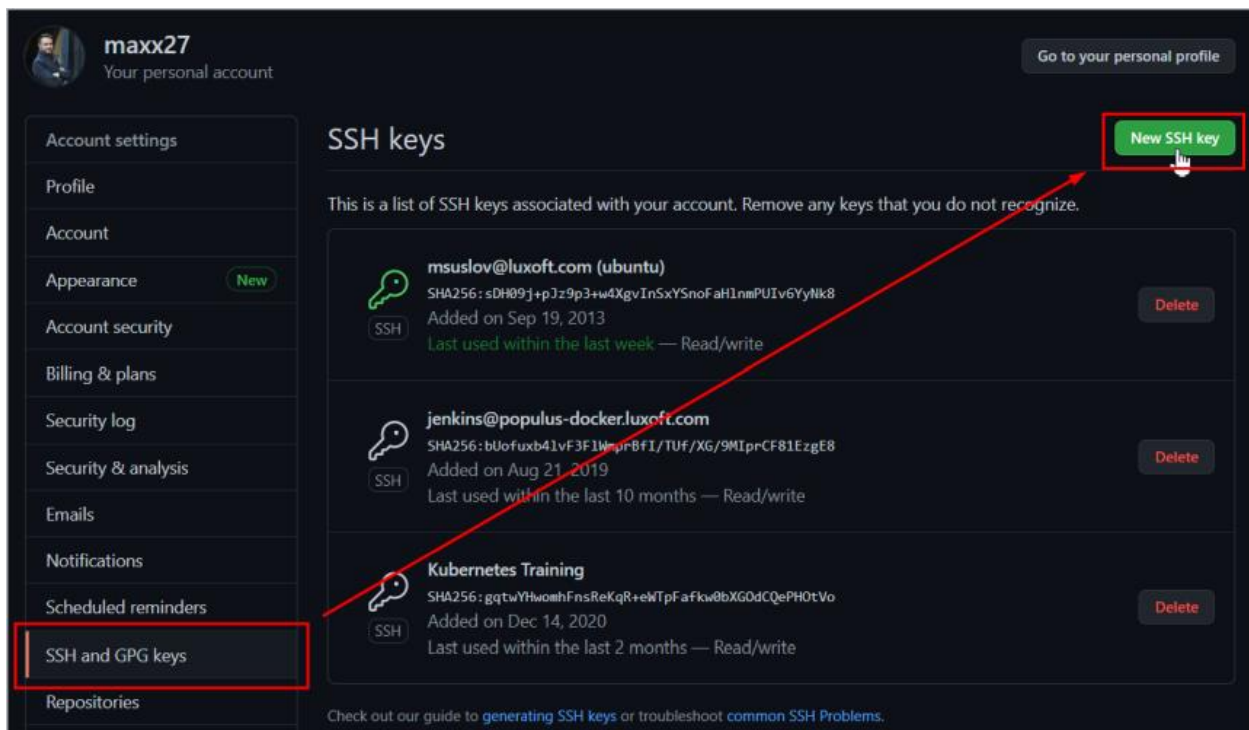 maxx27
Your personal account
Go to your personal profile
Account settings
Profile
Account
Appearance New
Account security
Billing & plans
Security log
Security & analysis
Emails
Notifications
Scheduled reminders
SSH and GPG keys
Repositories
SSH keys
New SSH key
This is a list of SSH keys associated with your account. Remove any keys that you do not recognize.
msuslov@luxoft.com (ubuntu)
SHA256:sDH09j+pJz9p3+w4XgvInSxYSnoFaHlnmPUIv6YyNk8
SSH
Added on Sep 19, 2013
Last used within the last week — Read/write
Delete
jenkins@populus-docker.luxoft.com
SHA256:bUofuxb4lvF3FlWmprBfI/TUf/XG/9MIprCF81EzgE8
SSH
Added on Aug 21, 2019
Last used within the last 10 months — Read/write
Delete
Kubernetes Training
SHA256:gqtwYHwomhFnsReKqR+eWTpFafkw0bXGOdCQePHOtVo
SSH
Added on Dec 14, 2020
Last used within the last 2 months — Read/write
Delete
Check out our guide to generating SSH keys or troubleshoot common SSH Problems.